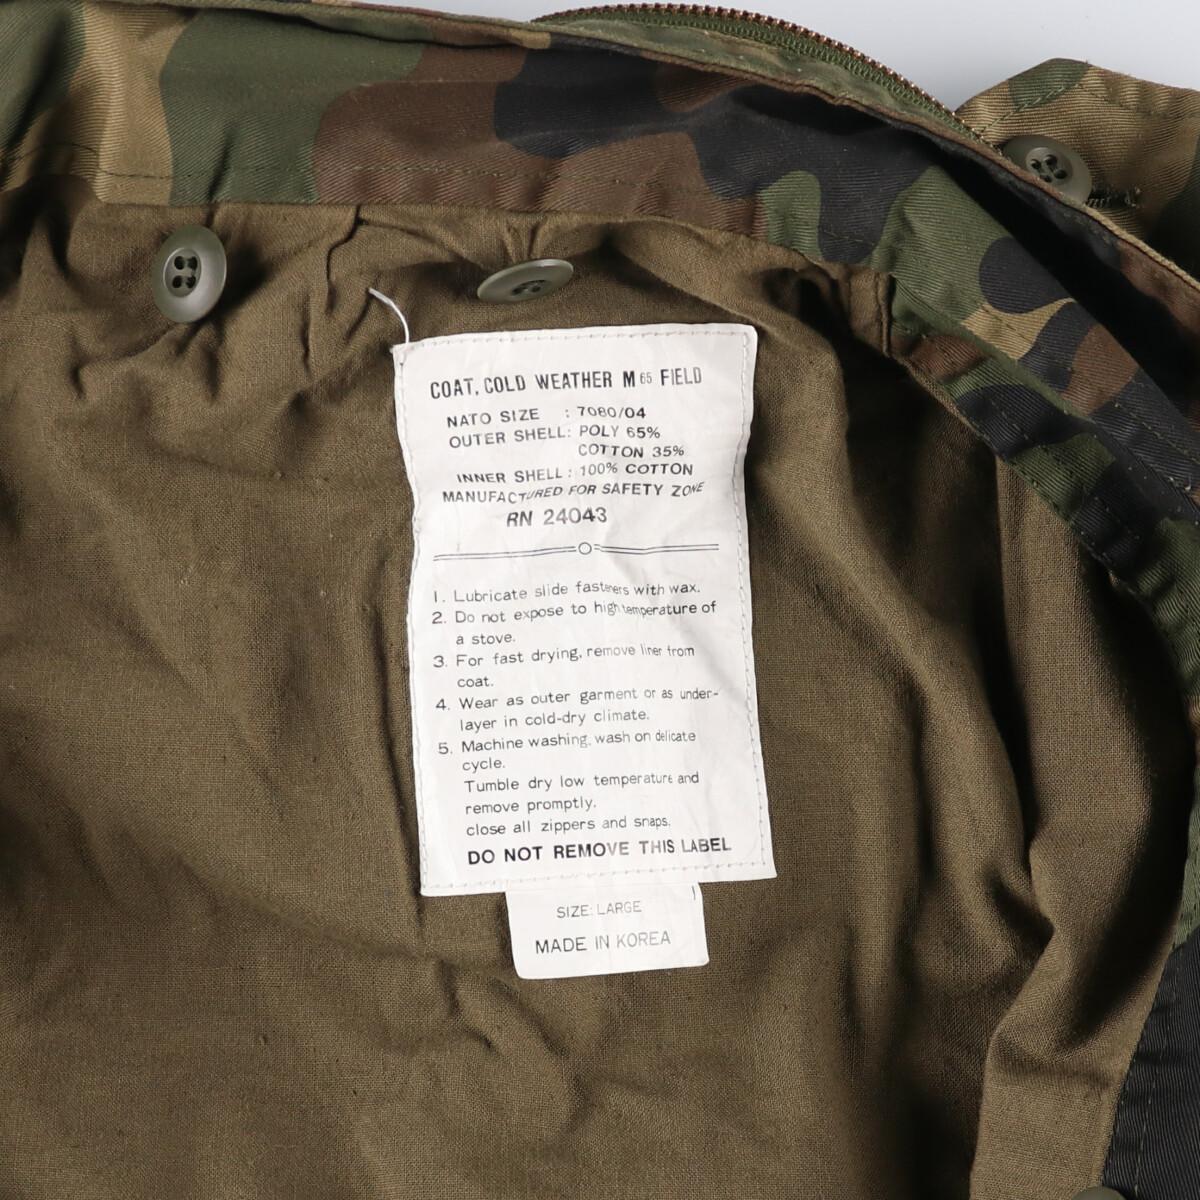 COAT, COLD WEATHER M 65 FIELD
NATO SIZE : 7080/04
OUTER SHELL: POLY 65%
COTTON 35%
INNER SHELL : 100% COTTON
MANUFACTURED FOR SAFETY ZONE
RN 24043
1. Lubricate slide fasteners with wax.
2. Do not expose to high temperature of
a stove.
3. For fast drying, remove liner from
coat.
4. Wear as outer garment or as under-
layer in cold-dry climate.
5. Machine washing, wash on delicate
cycle.
Tumble dry low temperature and
remove promptly.
close all zippers and snaps.
DO NOT REMOVE THIS LABEL
SIZE: LARGE
MADE IN KOREA